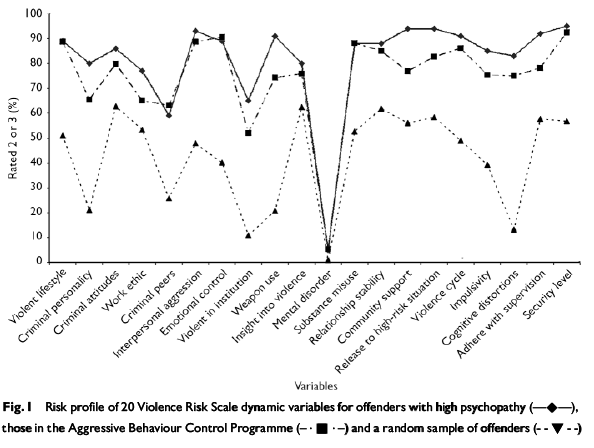 100
90
80
70
60
50
40
30
20
10
0
Rated 2 or 3 (%)
Violent lifestyle
Criminal personality
Criminal attitudes
Work ethic
Criminal peers
Interpersonal aggression
Emotional control
Violent in institution
Weapon use
Insight into violence
Mental disorder
Substance misuse
Relationship stability
Community support
Release to high-risk situation
Violence cycle
Impulsivity
Cognitive distortions
Adhere with supervision
Security level
Variables
Fig. 1 Risk profile of 20 Violence Risk Scale dynamic variables for offenders with high psychopathy (—◆—),
those in the Aggressive Behaviour Control Programme (–·■·–) and a random sample of offenders (- - ▼ - -)